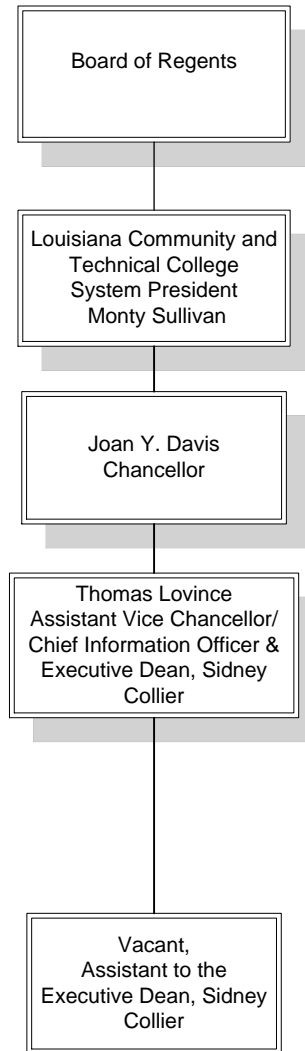 Board of Regents
Louisiana Community and
Technical College
System President
Monty Sullivan
Joan Y. Davis
Chancellor
Thomas Lovince
Assistant Vice Chancellor/
Chief Information Officer &
Executive Dean, Sidney
Collier
Vacant,
Assistant to the
Executive Dean, Sidney
Collier